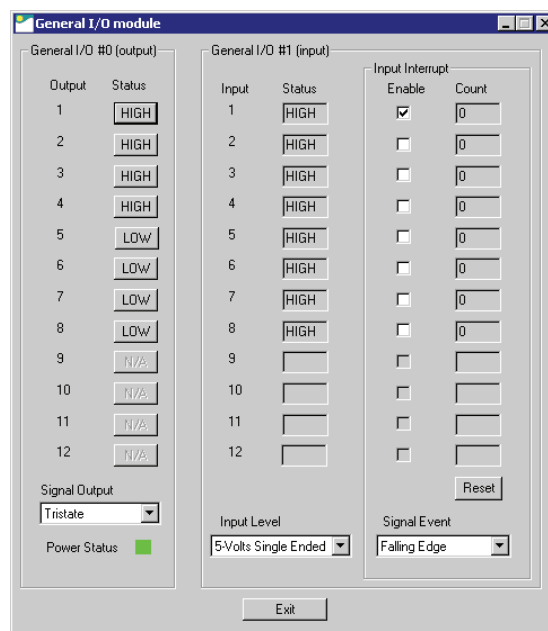 General I/O module
General I/O #0 (output)
General I/O #1 (input)
Input Interrupt
Output Status Input Status Enable Count
1 HIGH 1 HIGH 0
2 HIGH 2 HIGH 0
3 HIGH 3 HIGH 0
4 HIGH 4 HIGH 0
5 LOW 5 HIGH 0
6 LOW 6 HIGH 0
7 LOW 7 HIGH 0
8 LOW 8 HIGH 0
9 N/A 9
10 N/A 10
11 N/A 11
12 N/A 12
Reset
Signal Output
Tristate
Power Status
Input Level
5-Volts Single Ended
Signal Event
Falling Edge
Exit